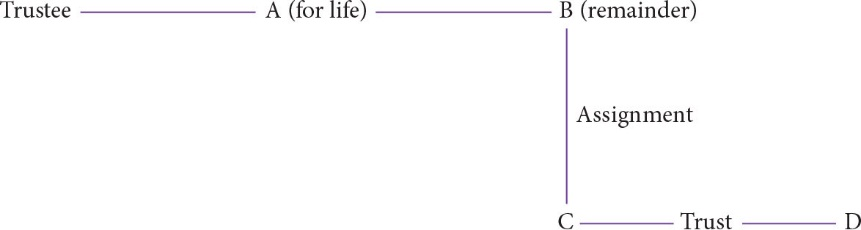 Trustee A (for life) B (remainder)
Assignment
C Trust D